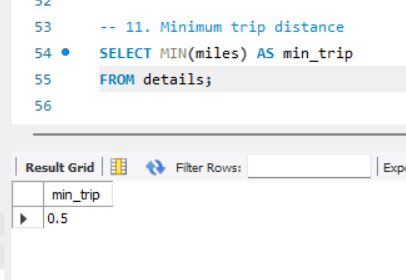 52
53 -- 11. Minimum trip distance
54 SELECT MIN(miles) AS min_trip
55 FROM details;
56
Result Grid Filter Rows: Expo
min_trip
0.5